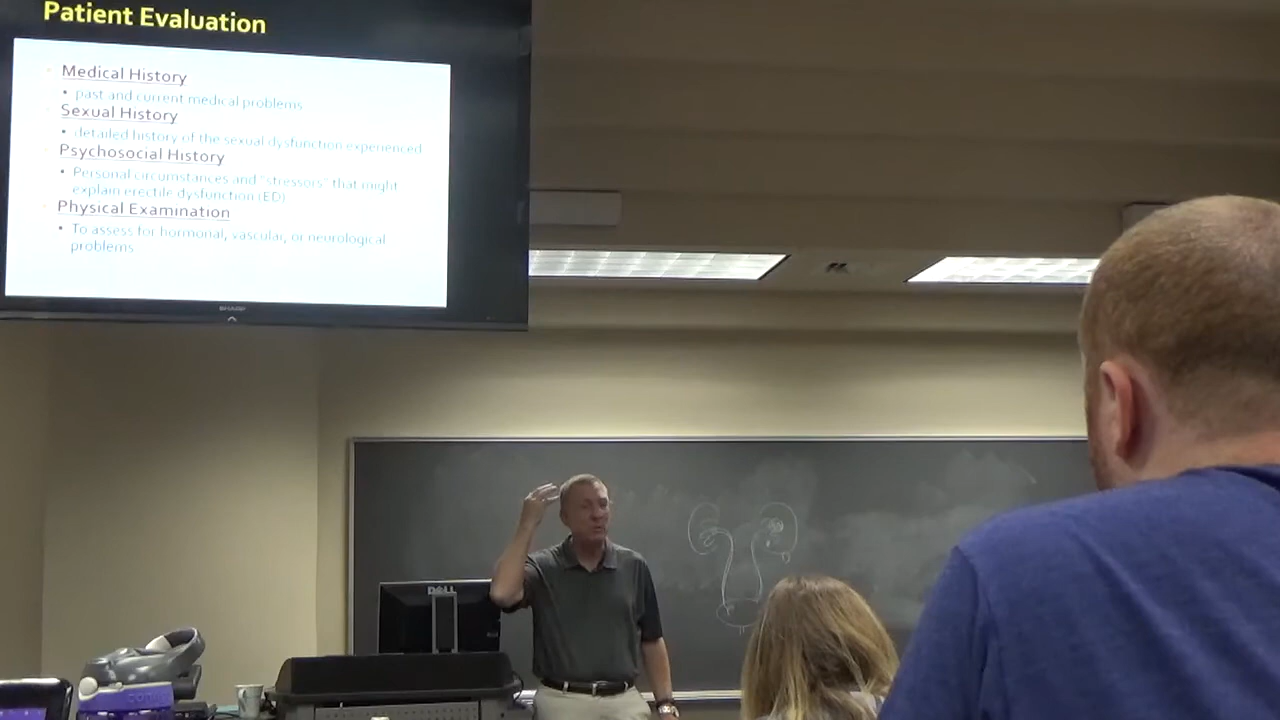 Patient Evaluation
Medical History
• past and current medical problems
Sexual History
• detailed history of the sexual dysfunction experienced
Psychosocial History
• Personal circumstances and "stressors" that might
explain erectile dysfunction (ED)
Physical Examination
• To assess for hormonal, vascular, or neurological
problems
SHARP
DELL